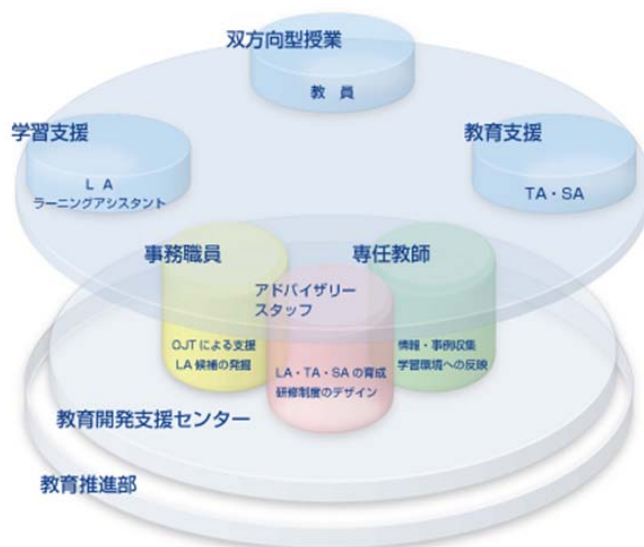 双方向型授業
教　員
学習支援
L A
ラーニングアシスタント
教育支援
TA・SA
事務職員
専任教師
アドバイザリー
スタッフ
OJTによる支援
LA候補の発掘
情報・事例収集
学習環境への反映
LA・TA・SAの育成
研修制度のデザイン
教育開発支援センター
教育推進部